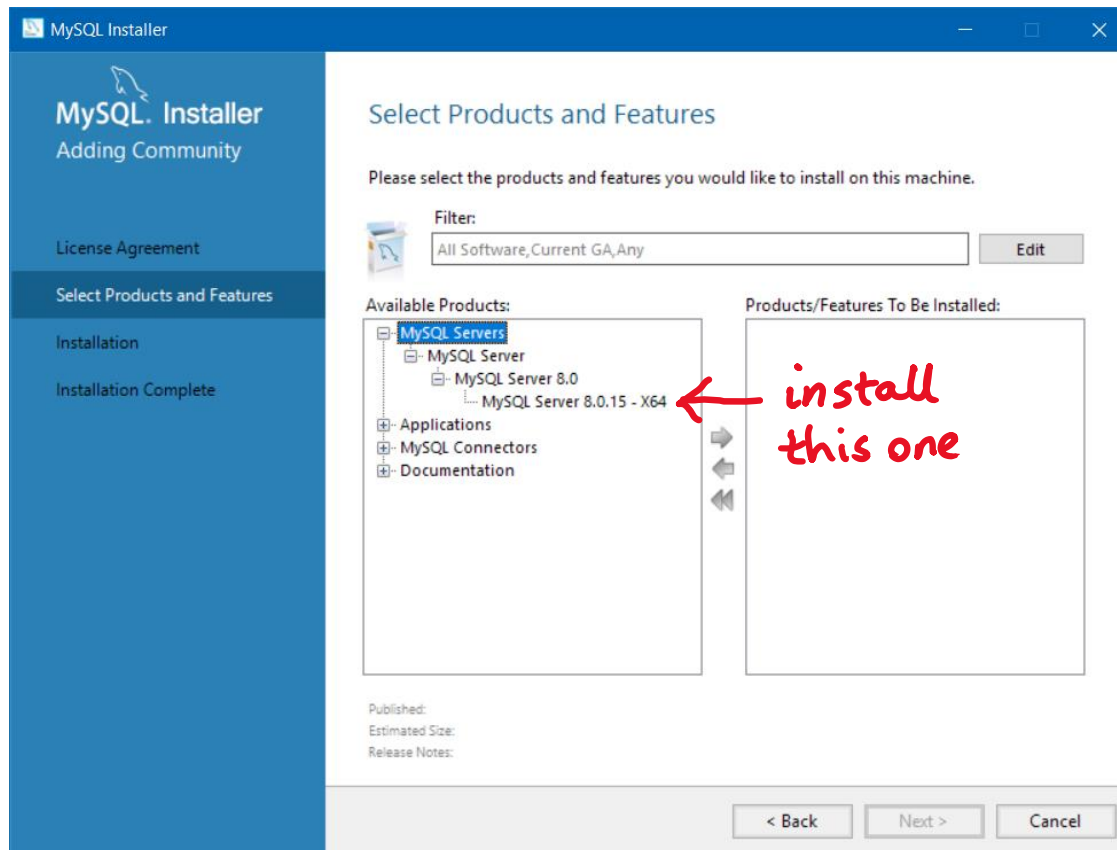 MySQL Installer
MySQL. Installer
Adding Community
License Agreement
Select Products and Features
Installation
Installation Complete
Select Products and Features
Please select the products and features you would like to install on this machine.
Filter:
All Software,Current GA,Any
Edit
Available Products:
MySQL Servers
MySQL Server
MySQL Server 8.0
MySQL Server 8.0.15 - X64
Applications
MySQL Connectors
Documentation
Products/Features To Be Installed:
install
this one
Published:
Estimated Size:
Release Notes:
< Back
Next >
Cancel